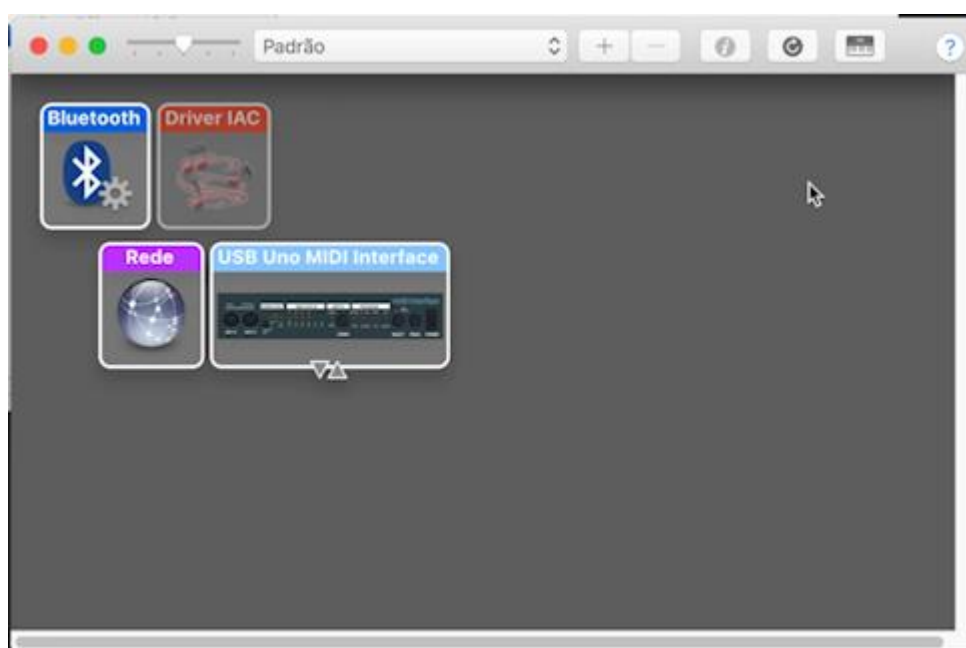 Padrão
?
Bluetooth
Driver IAC
Rede
USB Uno MIDI Interface